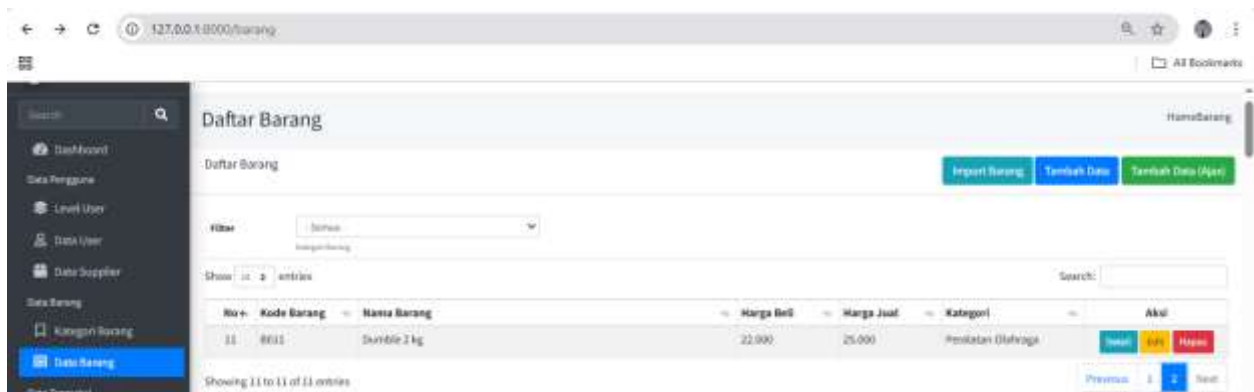 127.0.0.1:8000/barang
All Bookmarks
Search
Daftar Barang
HomeBarang
Dashboard
Daftar Barang
Import Barang Tambah Data Tambah Data (Ajax)
Data Pengguna
Level User
Filter
- Semua
Kategori Barang
Data User
Data Supplier
Show 10 entries
Search:
Data Barang
No Kode Barang Nama Barang Harga Beli Harga Jual Kategori Aksi
Kategori Barang
11 Dumble 2 kg 22.000 25.000 Peralatan Olahraga Detail Edit Hapus
Data Barang
Showing 11 to 11 of 11 entries
Previous 1 2 Next